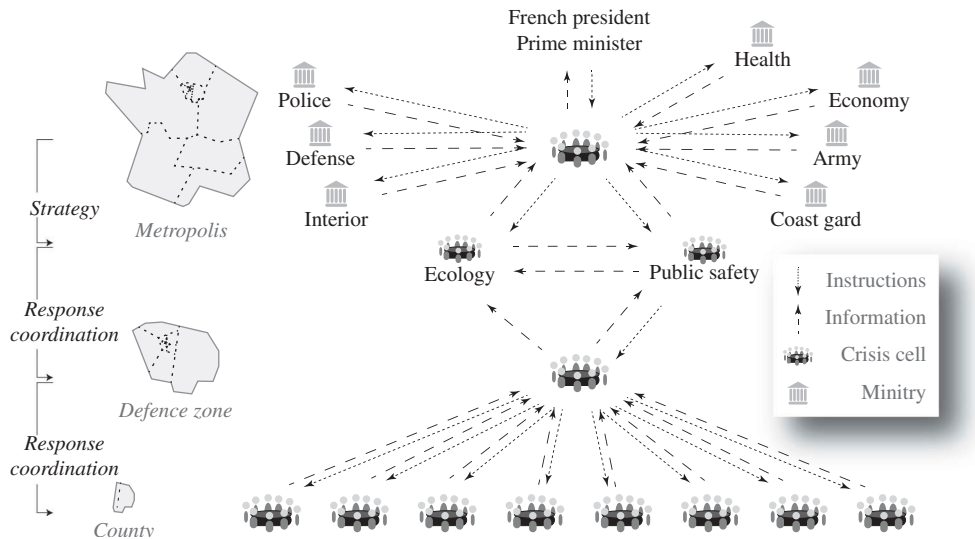 French president
Prime minister
Health
Police
Economy
Defense
Army
Interior
Coast gard
Strategy
Metropolis
Ecology
Public safety
Instructions
Information
Crisis cell
Minitry
Response
coordination
Defence zone
Response
coordination
County